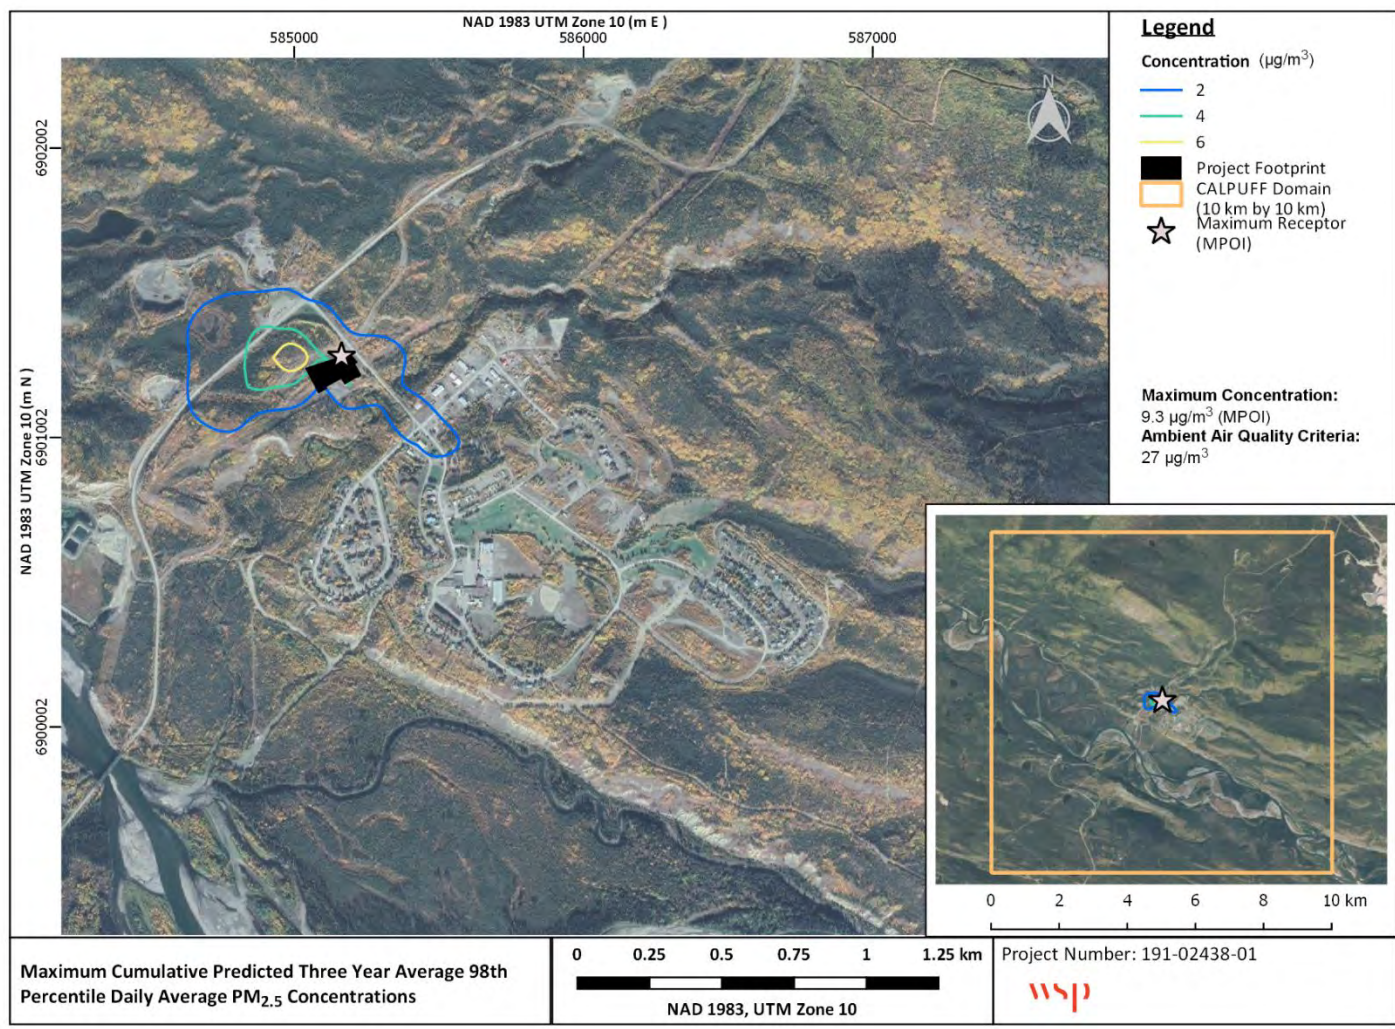 NAD 1983 UTM Zone 10 (m E )
585000 586000 587000
NAD 1983 UTM Zone 10 (m N)
6902002
6901002
6900002
N
Legend
Concentration (µg/m³)
2
4
6
Project Footprint
CALPUFF Domain
(10 km by 10 km)
Maximum Receptor
(MPOI)
Maximum Concentration:
9.3 µg/m³ (MPOI)
Ambient Air Quality Criteria:
27 µg/m³
0 2 4 6 8 10 km
Maximum Cumulative Predicted Three Year Average 98th
Percentile Daily Average PM₂.₅ Concentrations
0 0.25 0.5 0.75 1 1.25 km
NAD 1983, UTM Zone 10
Project Number: 191-02438-01
wsp